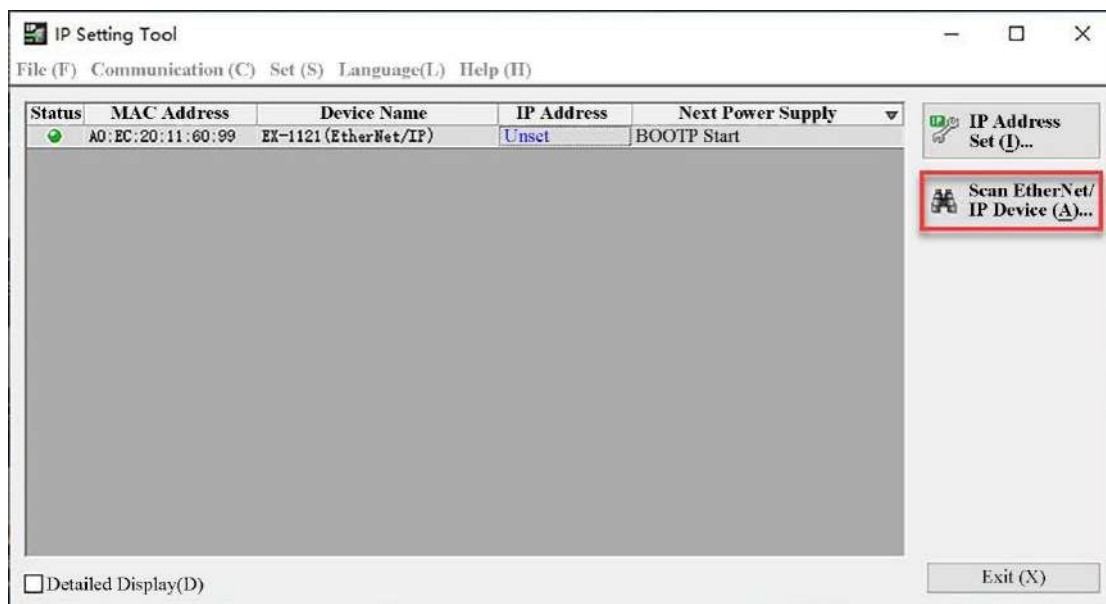 IP Setting Tool
File (F) Communication (C) Set (S) Language(L) Help (H)
Status MAC Address Device Name IP Address Next Power Supply
A0:EC:20:11:60:99 EX-1121(EtherNet/IP) Unset BOOTP Start
IP Address
Set (I)...
Scan EtherNet/
IP Device (A)...
Detailed Display(D)
Exit (X)